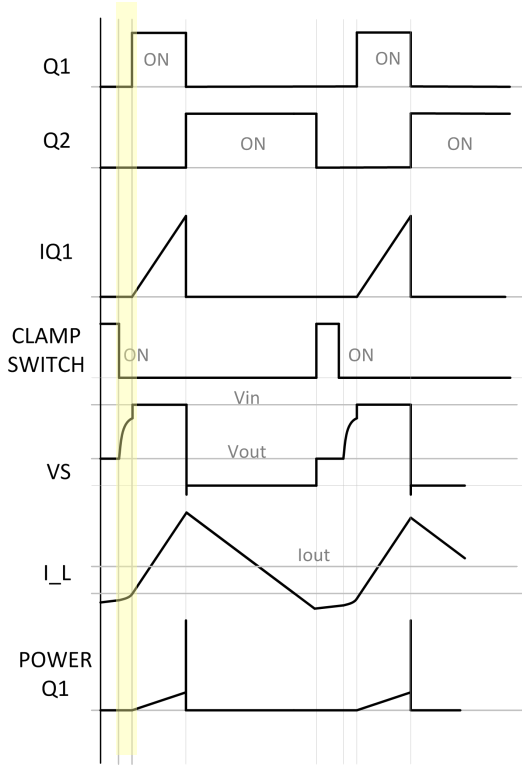 Q1
ON
ON
Q2
ON
ON
IQ1
CLAMP
SWITCH
ON
ON
Vin
Vout
VS
Iout
I_L
POWER
Q1